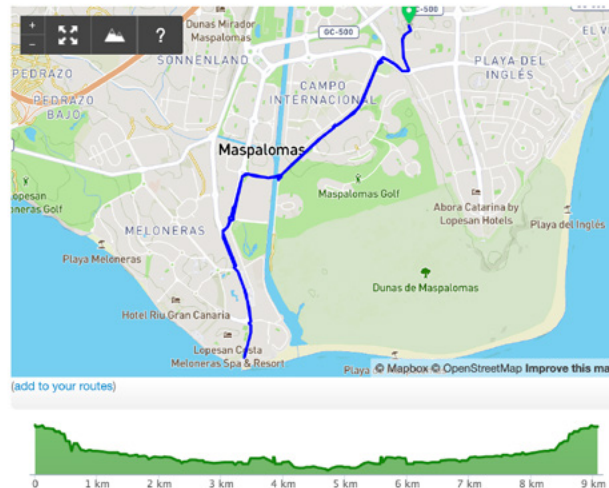 GC-500
+
−
?
Dunas Mirador
Maspalomas
GC-500
SONNENLAND
PEDRAZO
PLAYA DEL
INGLÉS
EL V
PEDRAZO
BAJO
CAMPO
INTERNACIONAL
Maspalomas
Lopesan
Meloneras Golf
Maspalomas Golf
Abora Catarina by
Lopesan Hotels
Playa del Inglés
MELONERAS
Playa Meloneras
Dunas de Maspalomas
Hotel Riu Gran Canaria
Lopesan Costa
Meloneras Spa & Resort
© Mapbox © OpenStreetMap Improve this ma
(add to your routes)
0 1 km 2 km 3 km 4 km 5 km 6 km 7 km 8 km 9 km